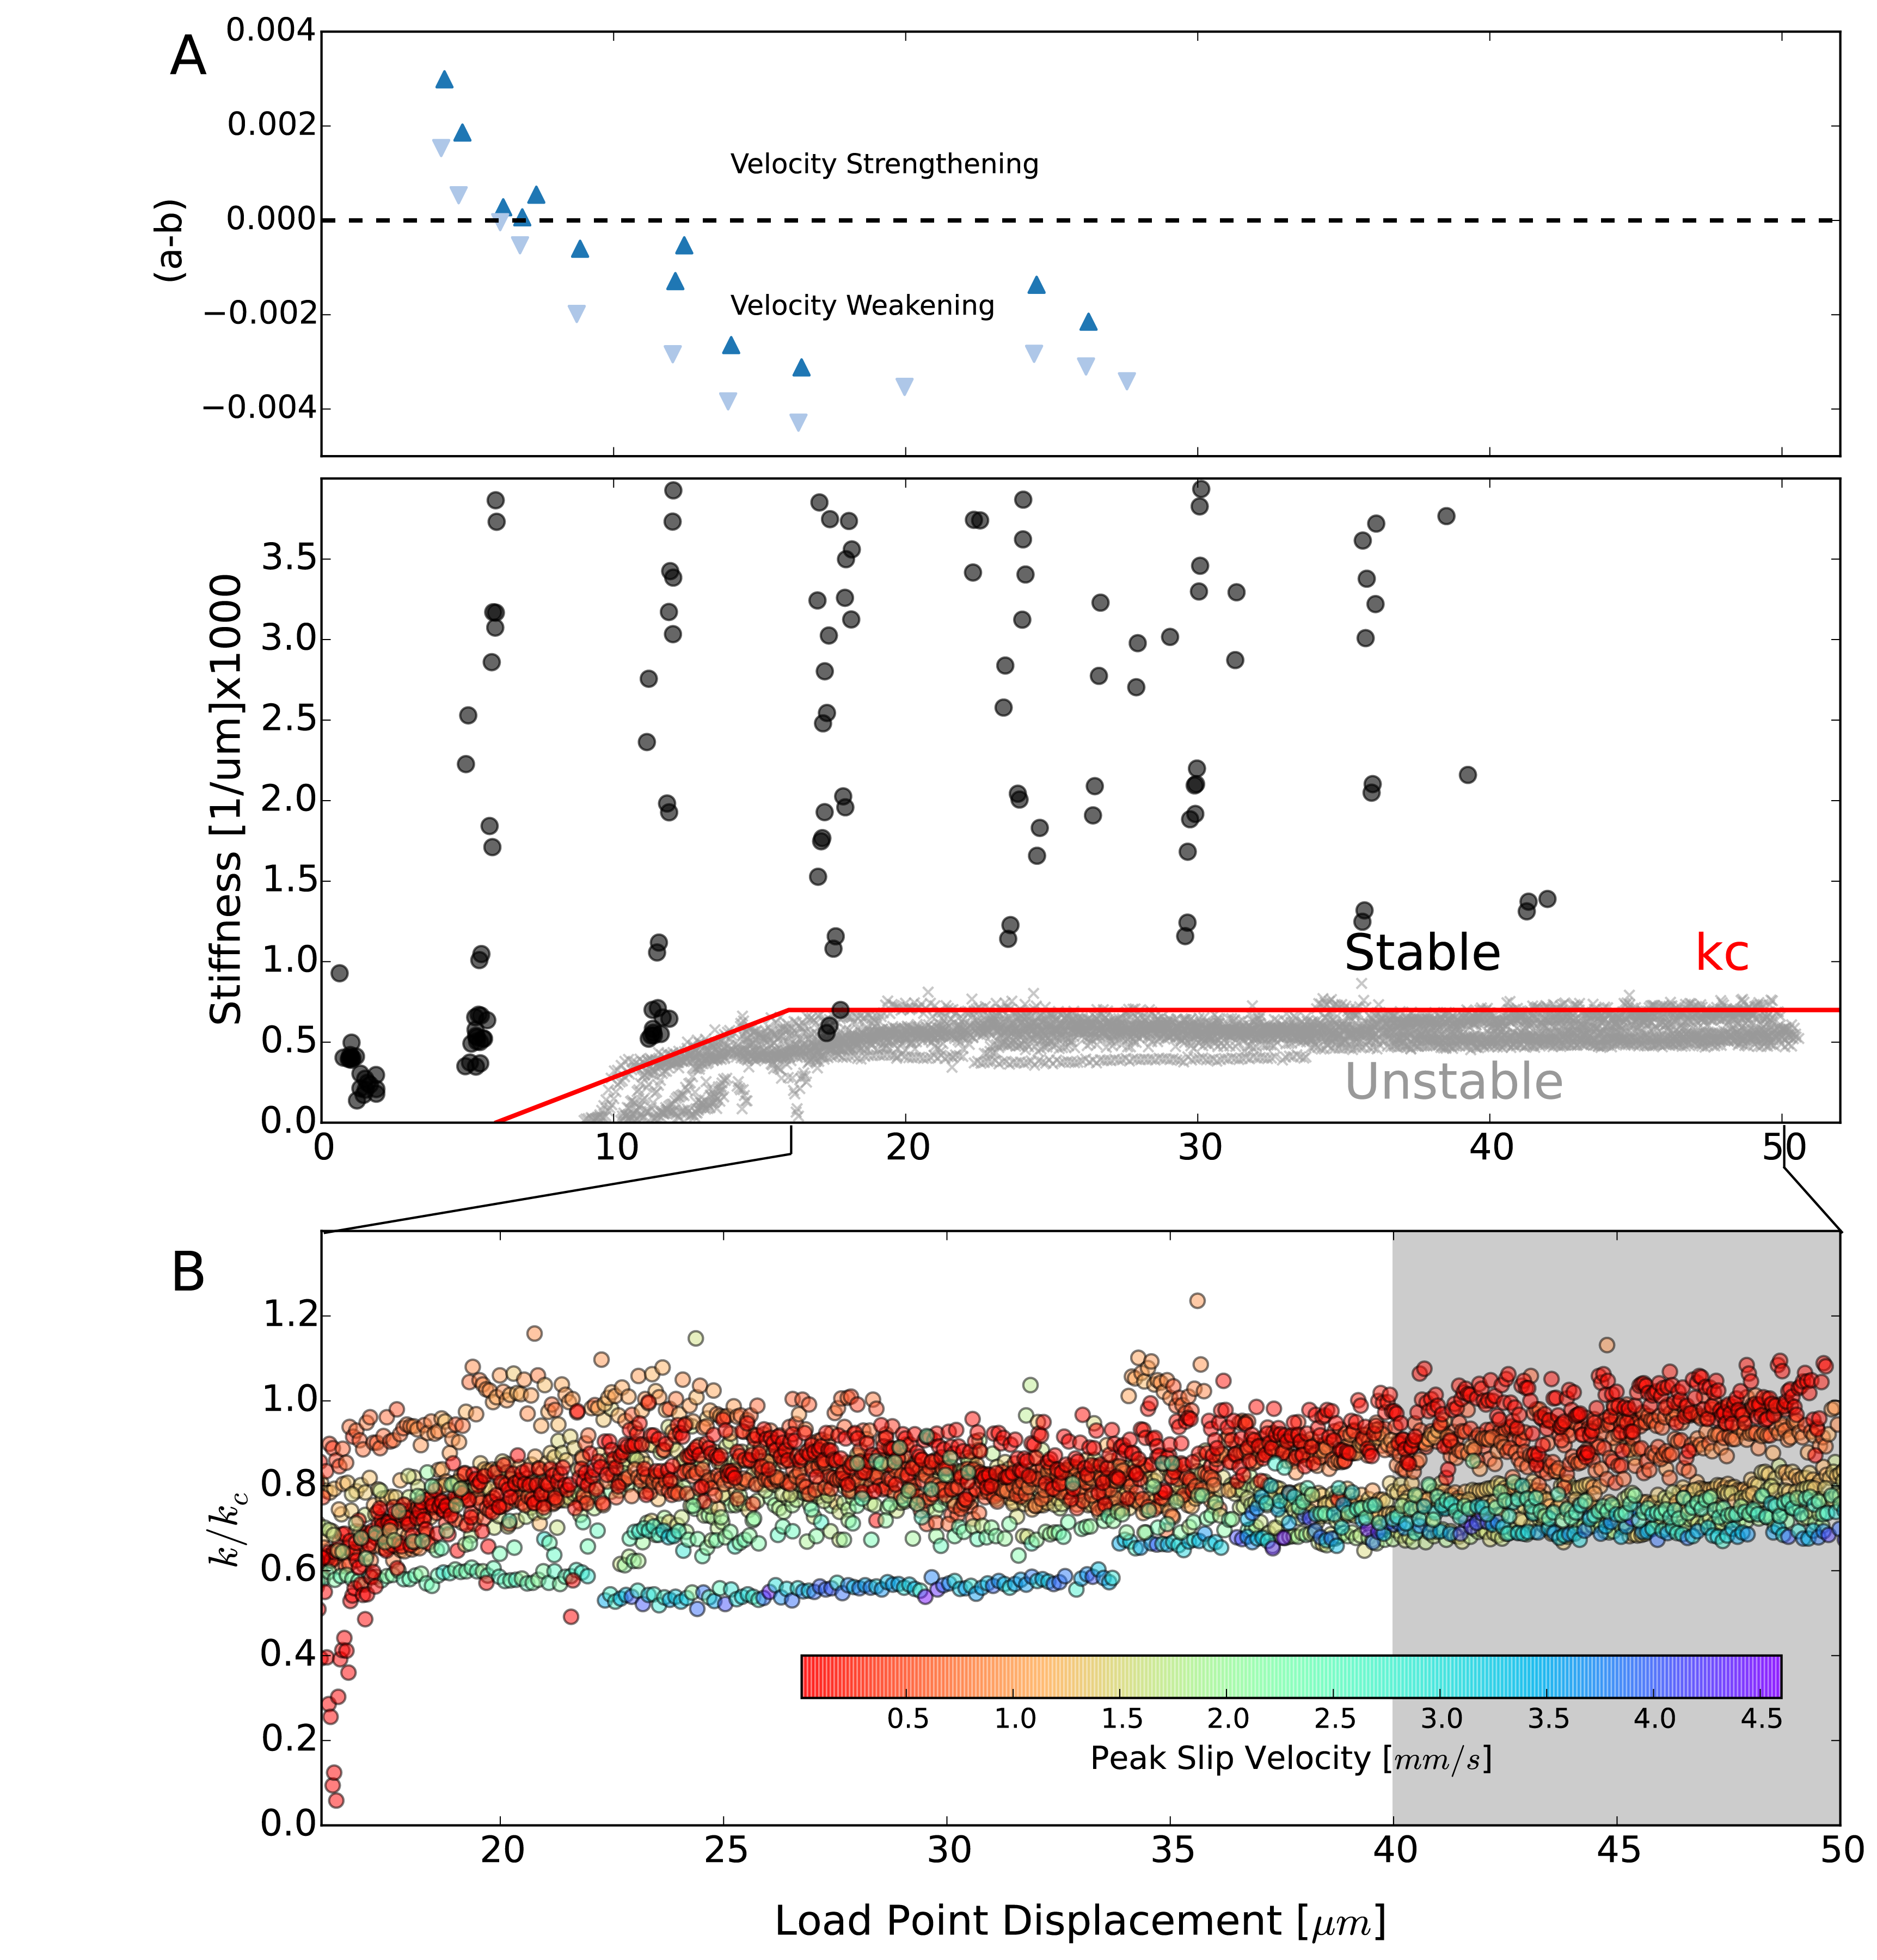 A
0.004
0.002
0.000
−0.002
−0.004
(a-b)
Velocity Strengthening
Velocity Weakening
3.5
3.0
2.5
2.0
1.5
1.0
0.5
0.0
Stiffness [1/um]x1000
Stable
kc
Unstable
0 10 20 30 40 50
B
1.2
1.0
0.8
0.6
0.4
0.2
0.0
k/kc
0.5 1.0 1.5 2.0 2.5 3.0 3.5 4.0 4.5
Peak Slip Velocity [mm/s]
20 25 30 35 40 45 50
Load Point Displacement [μm]